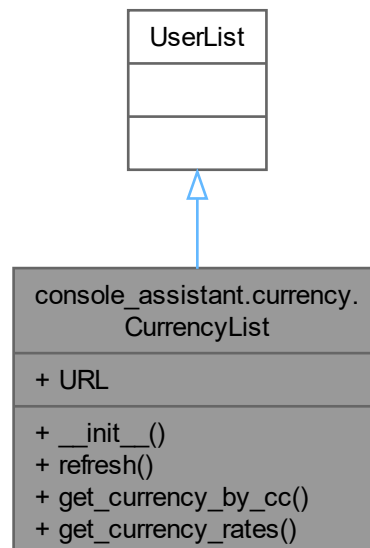 UserList
console_assistant.currency.
CurrencyList
+ URL
+ __init__()
+ refresh()
+ get_currency_by_cc()
+ get_currency_rates()